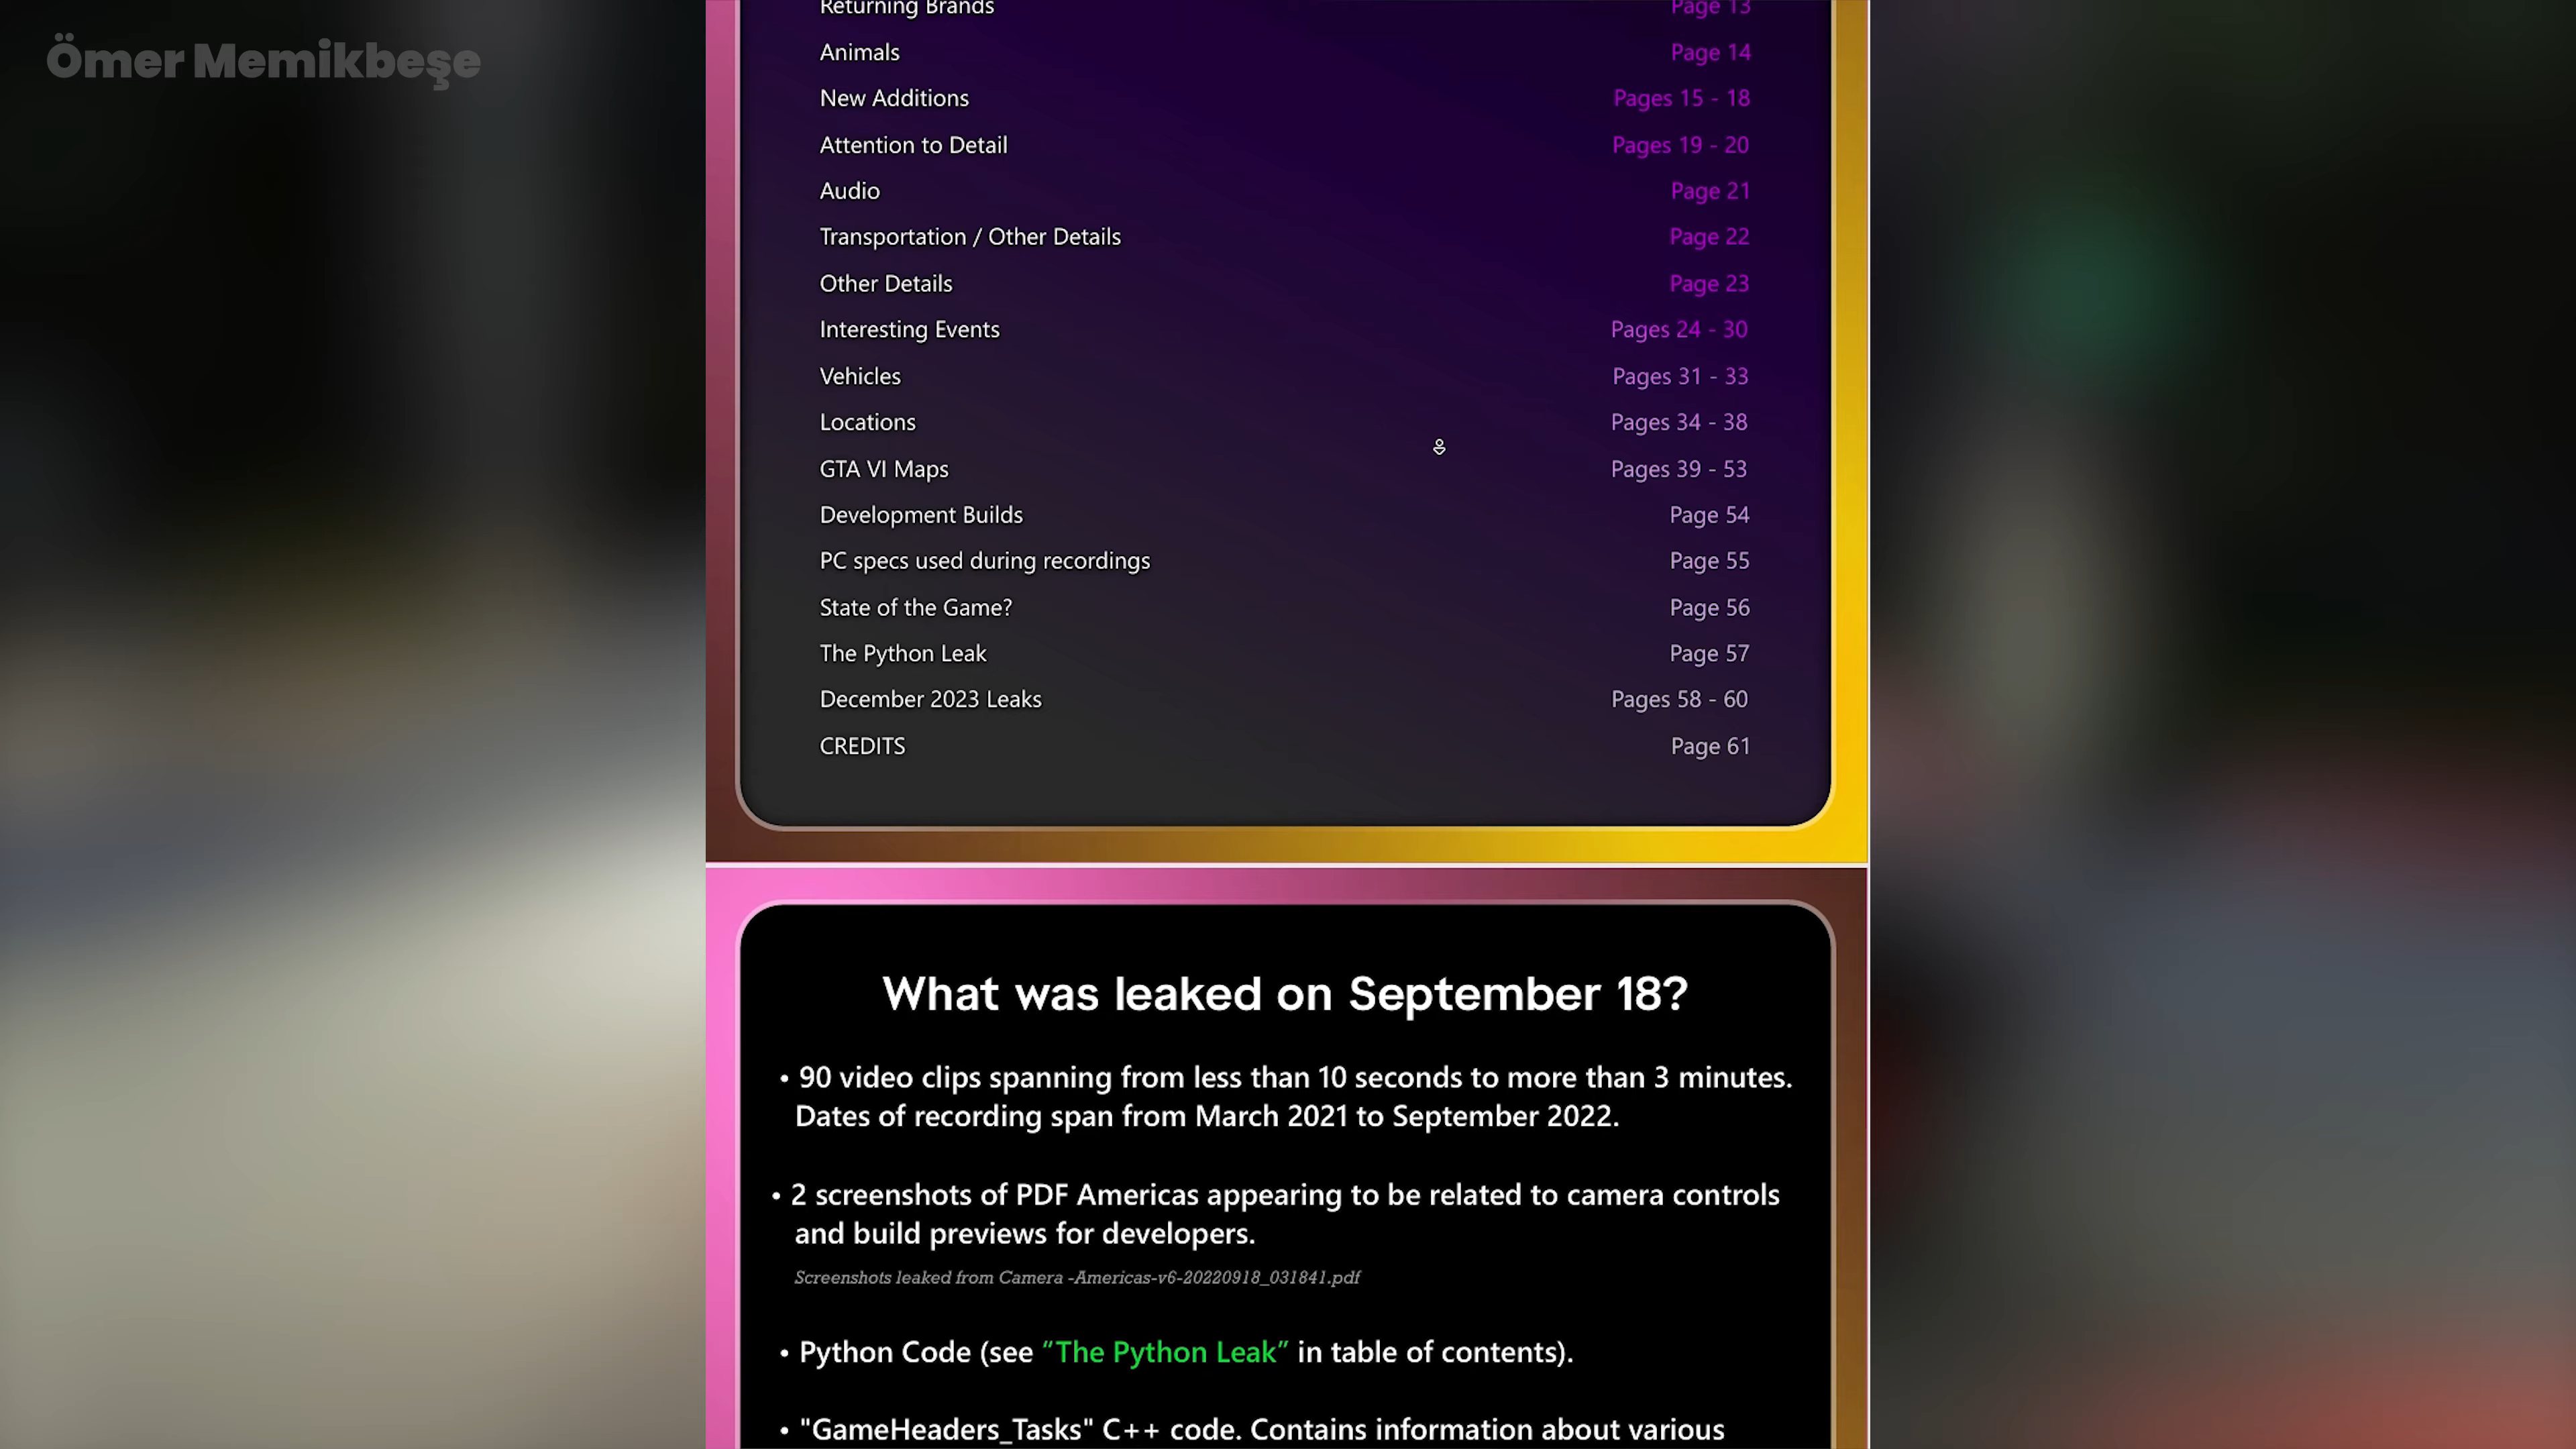 Ömer Memikbeşe
Returning Brands Page 13
Animals Page 14
New Additions Pages 15 - 18
Attention to Detail Pages 19 - 20
Audio Page 21
Transportation / Other Details Page 22
Other Details Page 23
Interesting Events Pages 24 - 30
Vehicles Pages 31 - 33
Locations Pages 34 - 38
GTA VI Maps Pages 39 - 53
Development Builds Page 54
PC specs used during recordings Page 55
State of the Game? Page 56
The Python Leak Page 57
December 2023 Leaks Pages 58 - 60
CREDITS Page 61
What was leaked on September 18?
• 90 video clips spanning from less than 10 seconds to more than 3 minutes.
Dates of recording span from March 2021 to September 2022.
• 2 screenshots of PDF Americas appearing to be related to camera controls
and build previews for developers.
Screenshots leaked from Camera -Americas-v6-20220918_031841.pdf
• Python Code (see “The Python Leak” in table of contents).
• "GameHeaders_Tasks" C++ code. Contains information about various